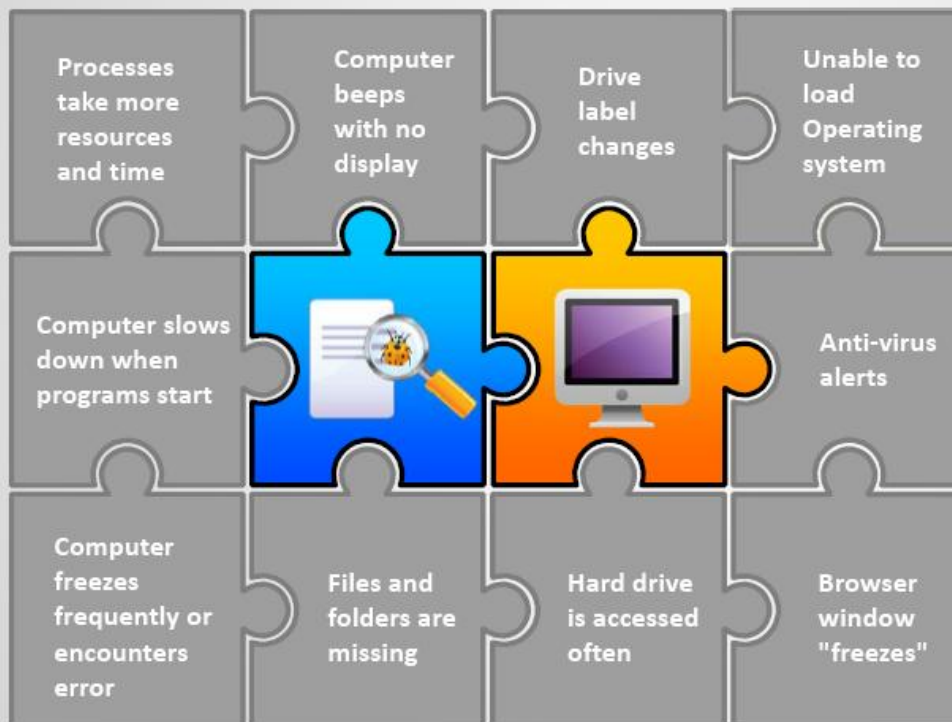 Processes
take more
resources
and time
Computer
beeps
with no
display
Drive
label
changes
Unable to
load
Operating
system
Computer slows
down when
programs start
Anti-virus
alerts
Computer
freezes
frequently or
encounters
error
Files and
folders are
missing
Hard drive
is accessed
often
Browser
window
"freezes"